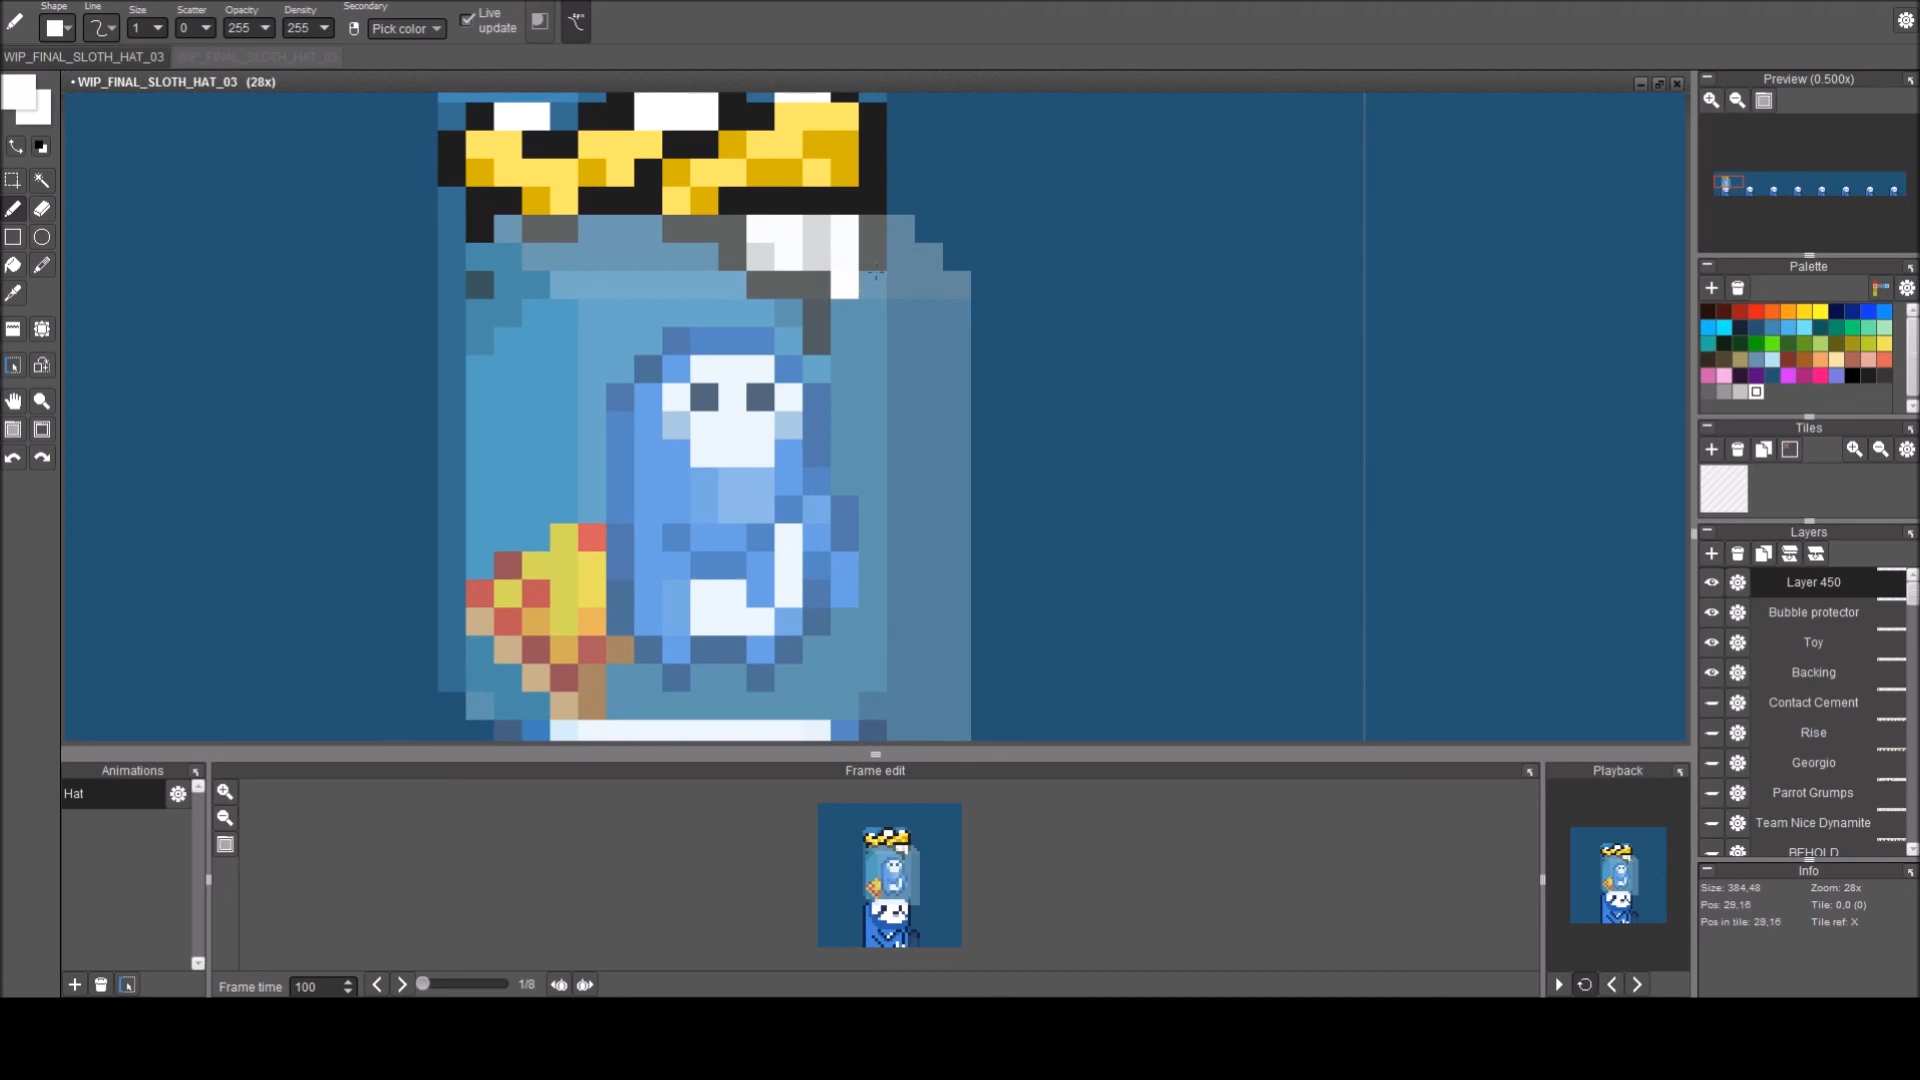 Shape Line Size Scatter Opacity Density Secondary
1 0 255 255 Pick color Live update
WIP_FINAL_SLOTH_HAT_03 WIP_FINAL_SLOTH_HAT_03
• WIP_FINAL_SLOTH_HAT_03 (28x)
Preview (0.500x)
Palette
Tiles
Layers
Layer 450
Bubble protector
Toy
Backing
Contact Cement
Rise
Georgio
Parrot Grumps
Team Nice Dynamite
BEHOLD
Info
Size: 384,48 Zoom: 28x
Pos: 29,16 Tile: 0,0 (0)
Pos in tile: 29,16 Tile ref: X
Animations
Hat
Frame edit
Playback
Frame time 100 1/8